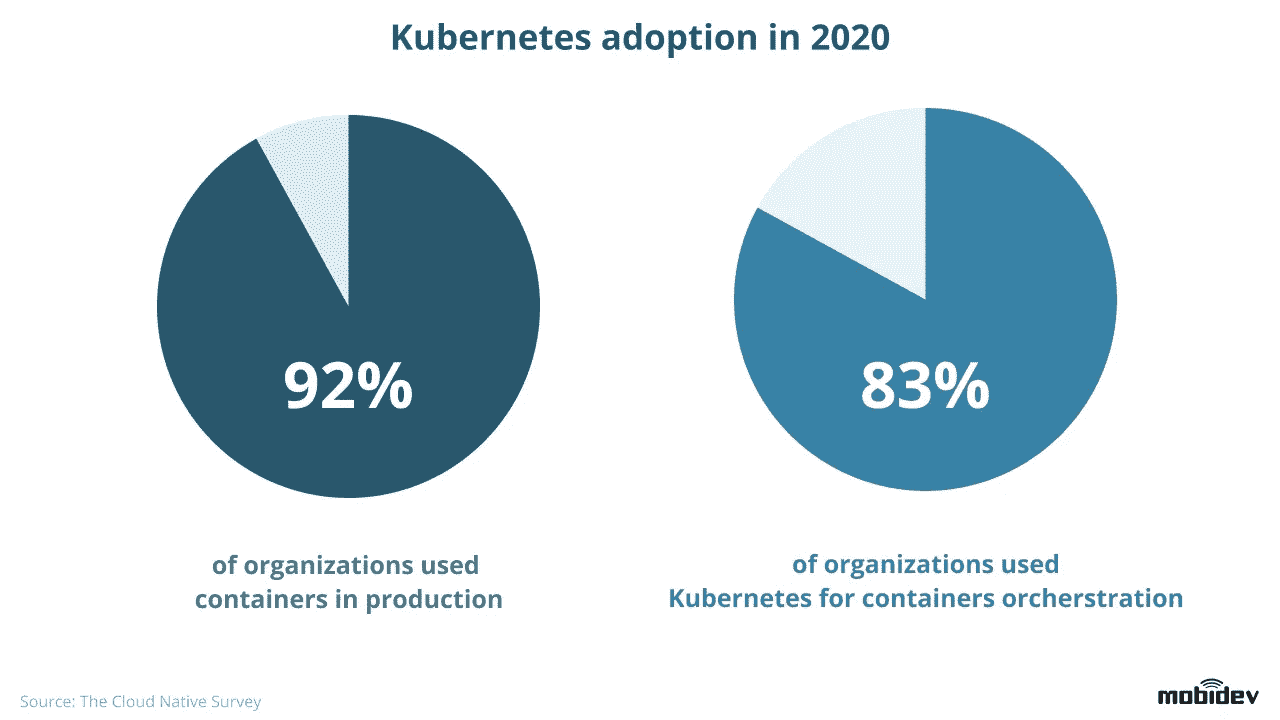 Kubernetes adoption in 2020
92%
of organizations used
containers in production
83%
of organizations used
Kubernetes for containers orcherstration
Source: The Cloud Native Survey
mobidev